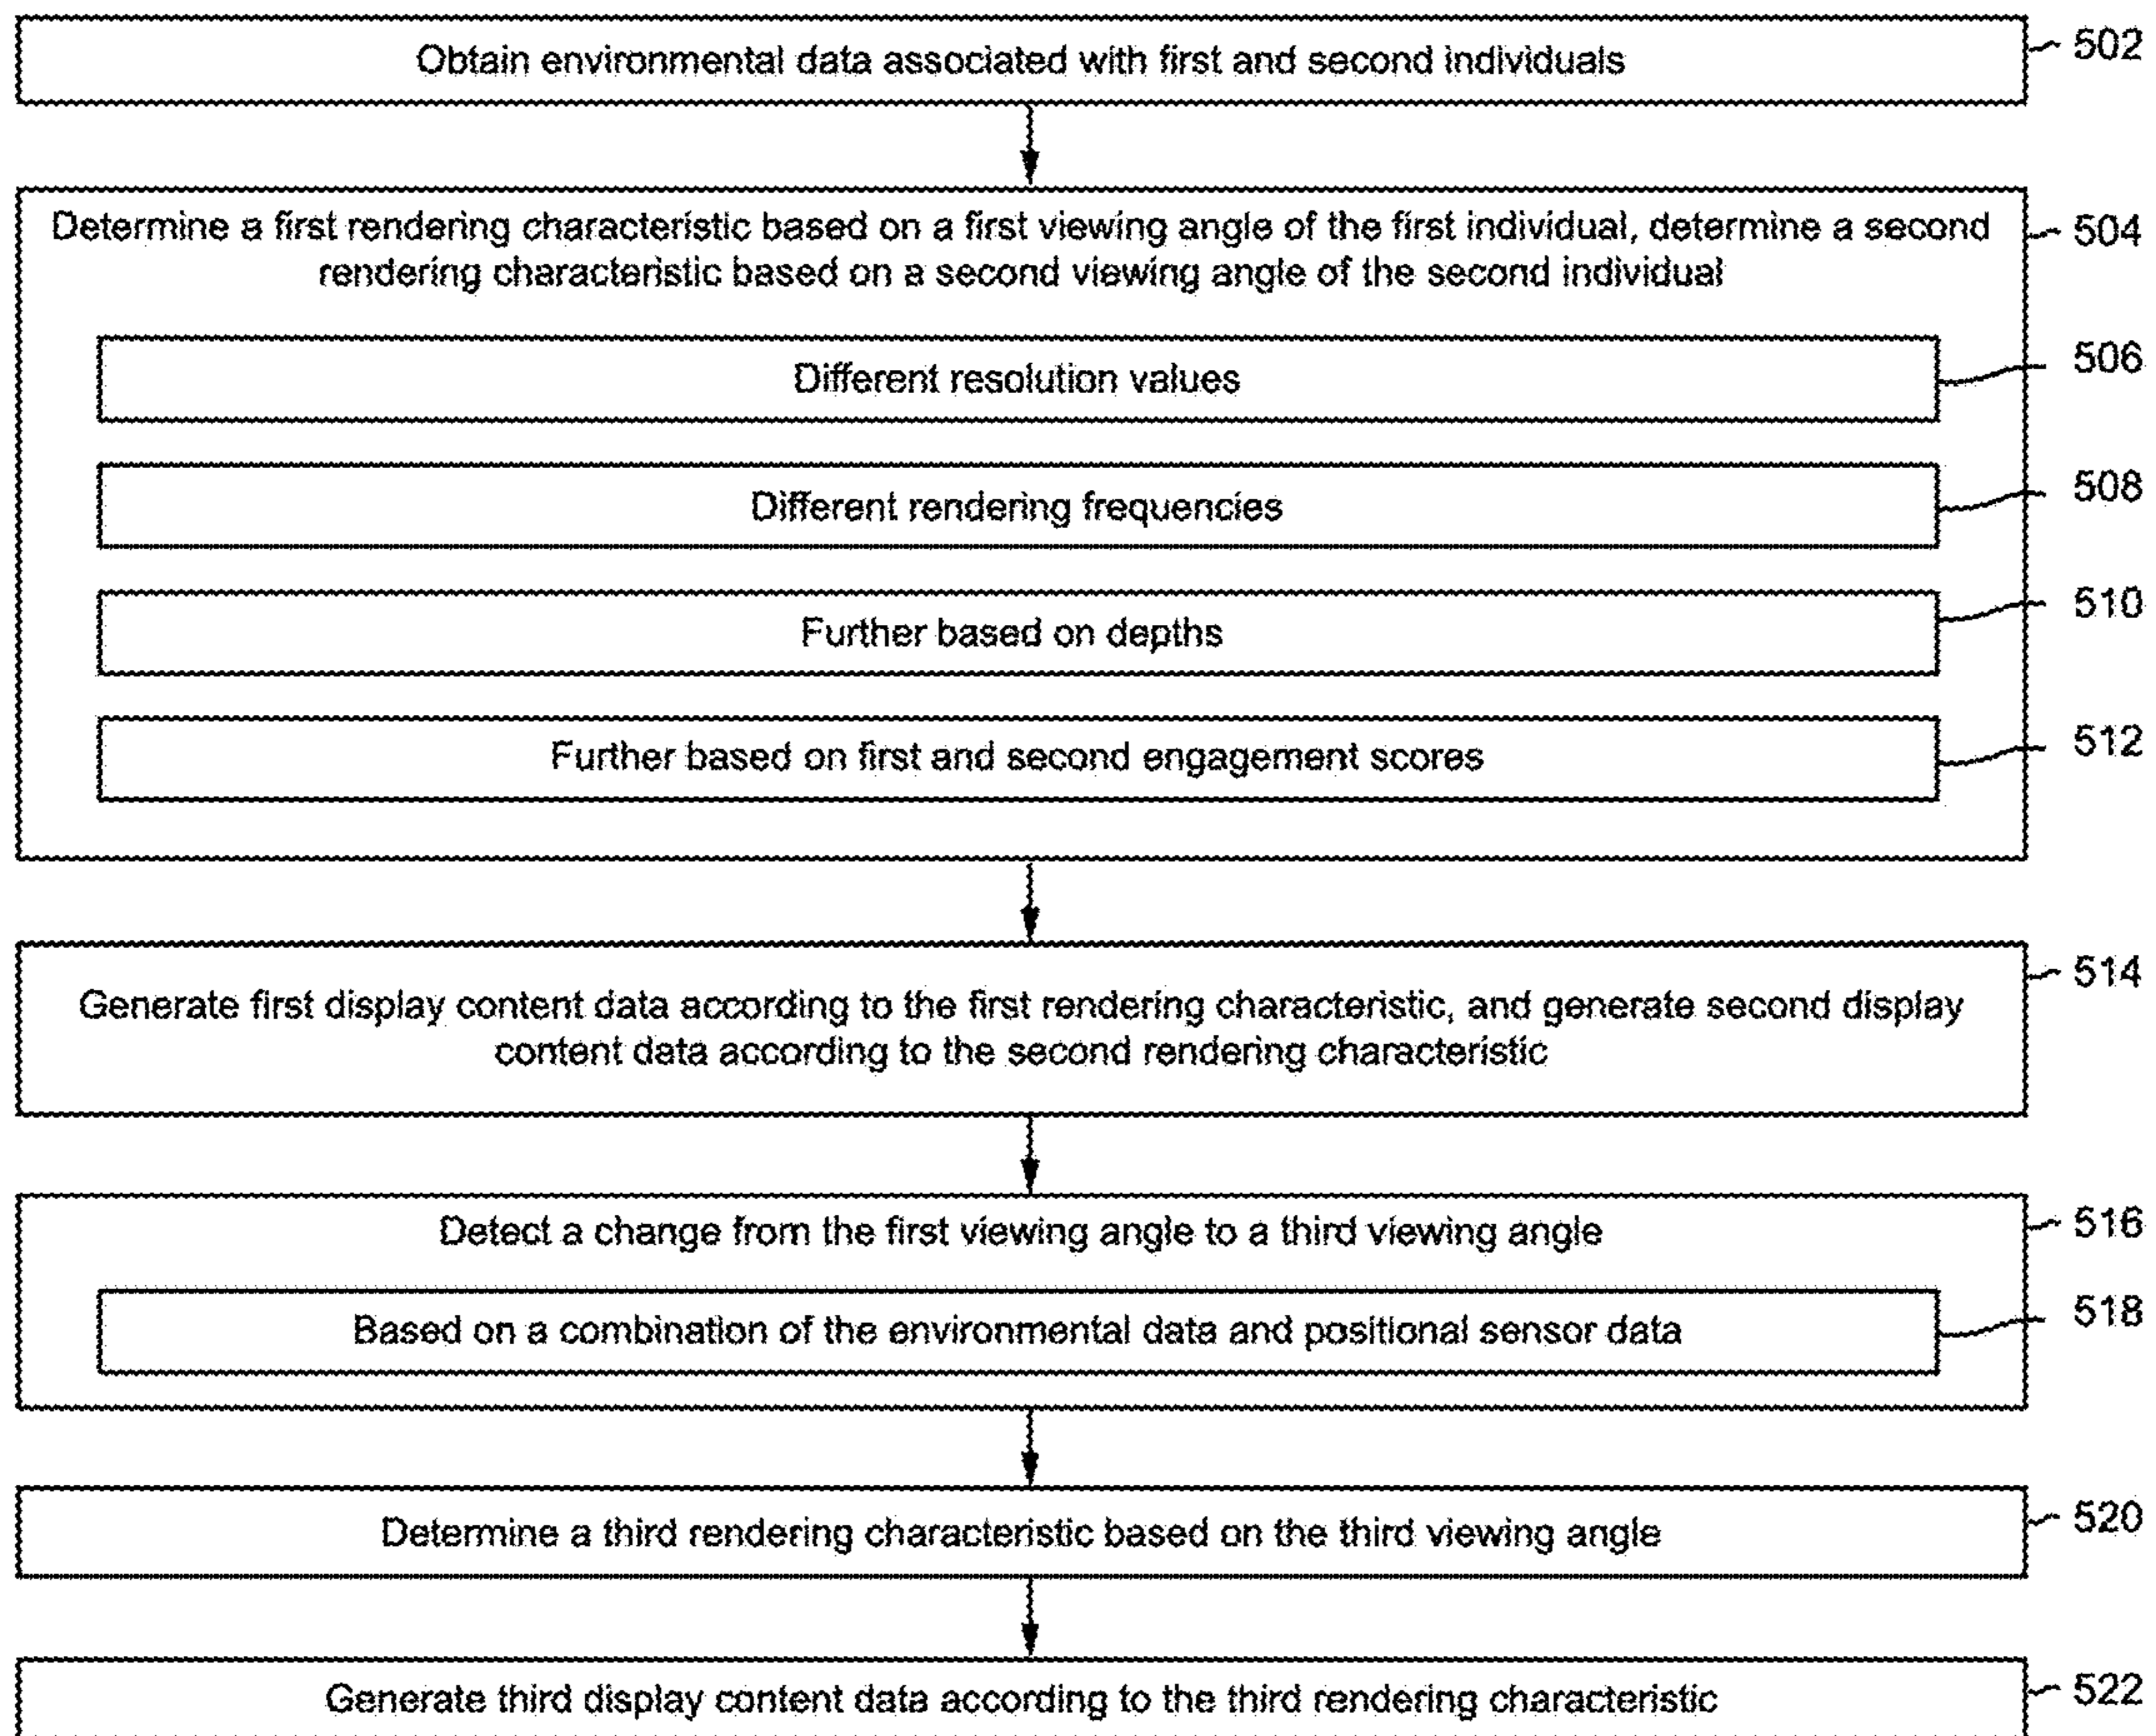 Obtain environmental data associated with first and second individuals
502
Determine a first rendering characteristic based on a first viewing angle of the first individual, determine a second
rendering characteristic based on a second viewing angle of the second individual
504
Different resolution values
506
Different rendering frequencies
508
Further based on depths
510
Further based on first and second engagement scores
512
Generate first display content data according to the first rendering characteristic, and generate second display
content data according to the second rendering characteristic
514
Detect a change from the first viewing angle to a third viewing angle
516
Based on a combination of the environmental data and positional sensor data
518
Determine a third rendering characteristic based on the third viewing angle
520
Generate third display content data according to the third rendering characteristic
522